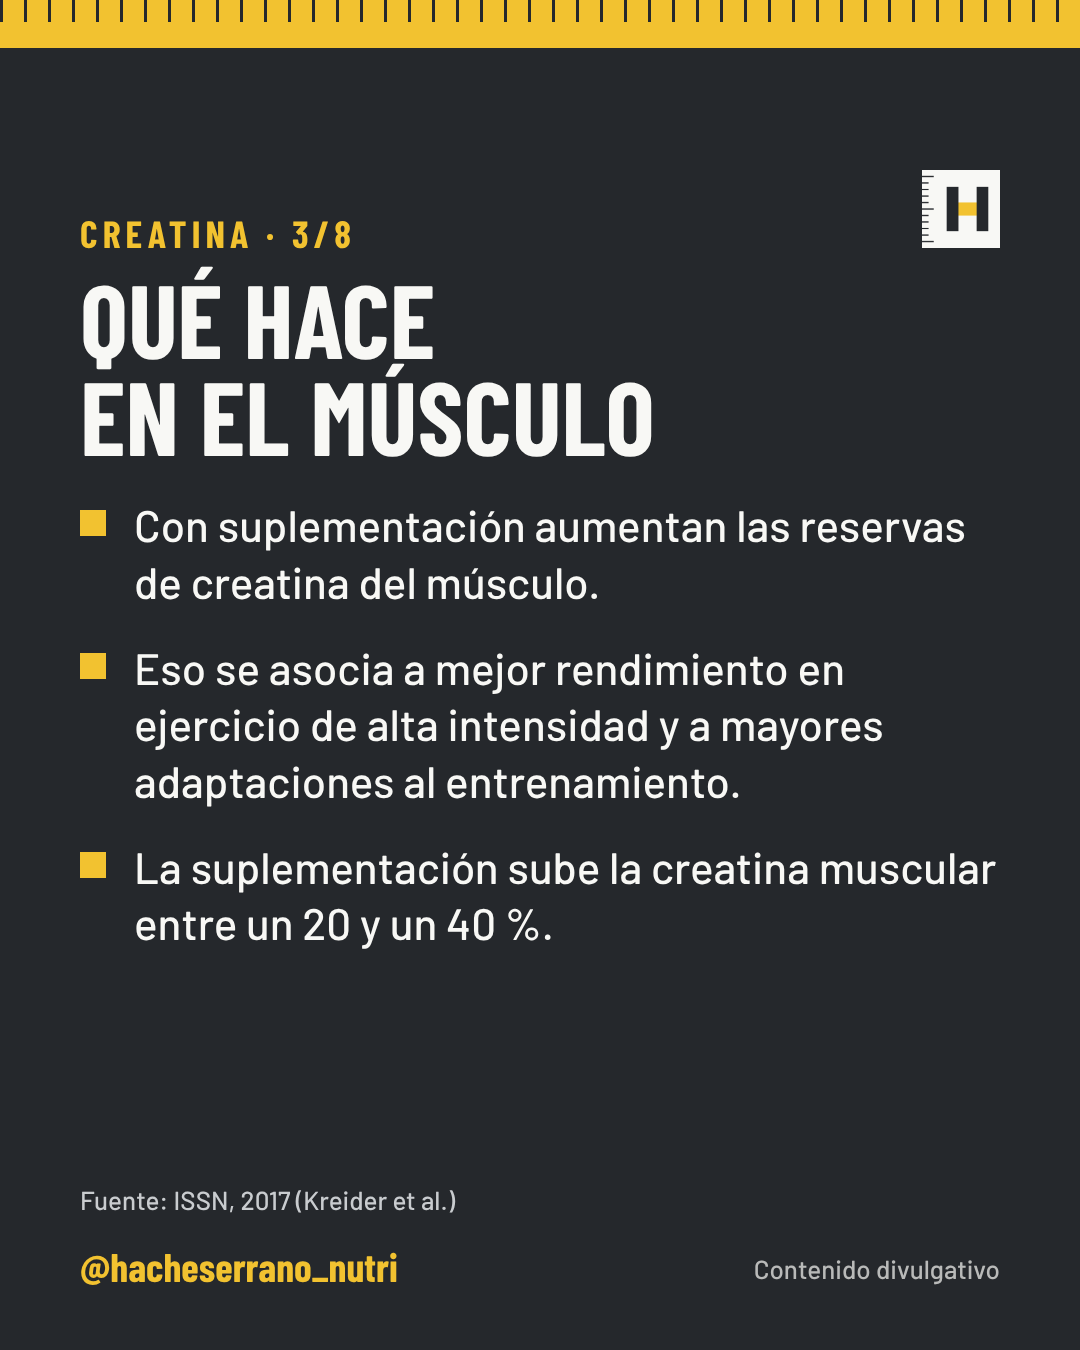 CREATINA · 3/8
H
QUÉ HACE
EN EL MÚSCULO
Con suplementación aumentan las reservas
de creatina del músculo.
Eso se asocia a mejor rendimiento en
ejercicio de alta intensidad y a mayores
adaptaciones al entrenamiento.
La suplementación sube la creatina muscular
entre un 20 y un 40 %.
Fuente: ISSN, 2017 (Kreider et al.)
@hacheserrano_nutri
Contenido divulgativo